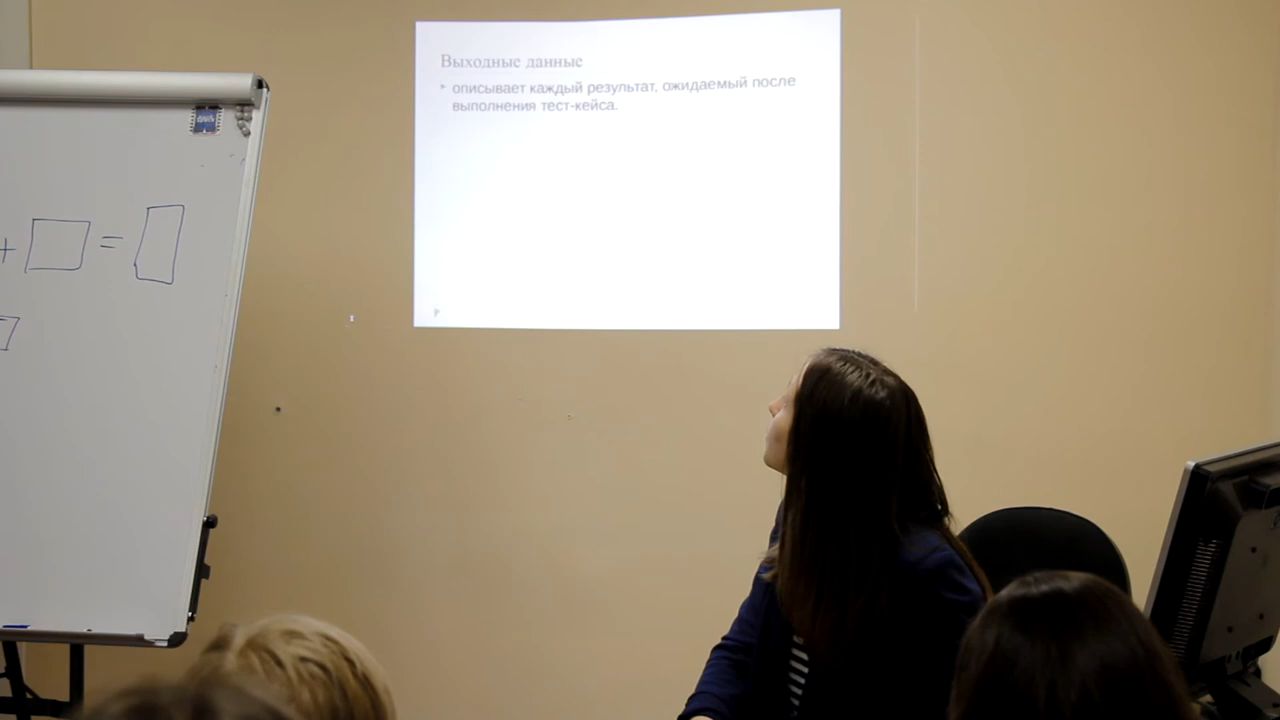 Выходные данные
описывает каждый результат, ожидаемый после
выполнения тест-кейса.
+ =